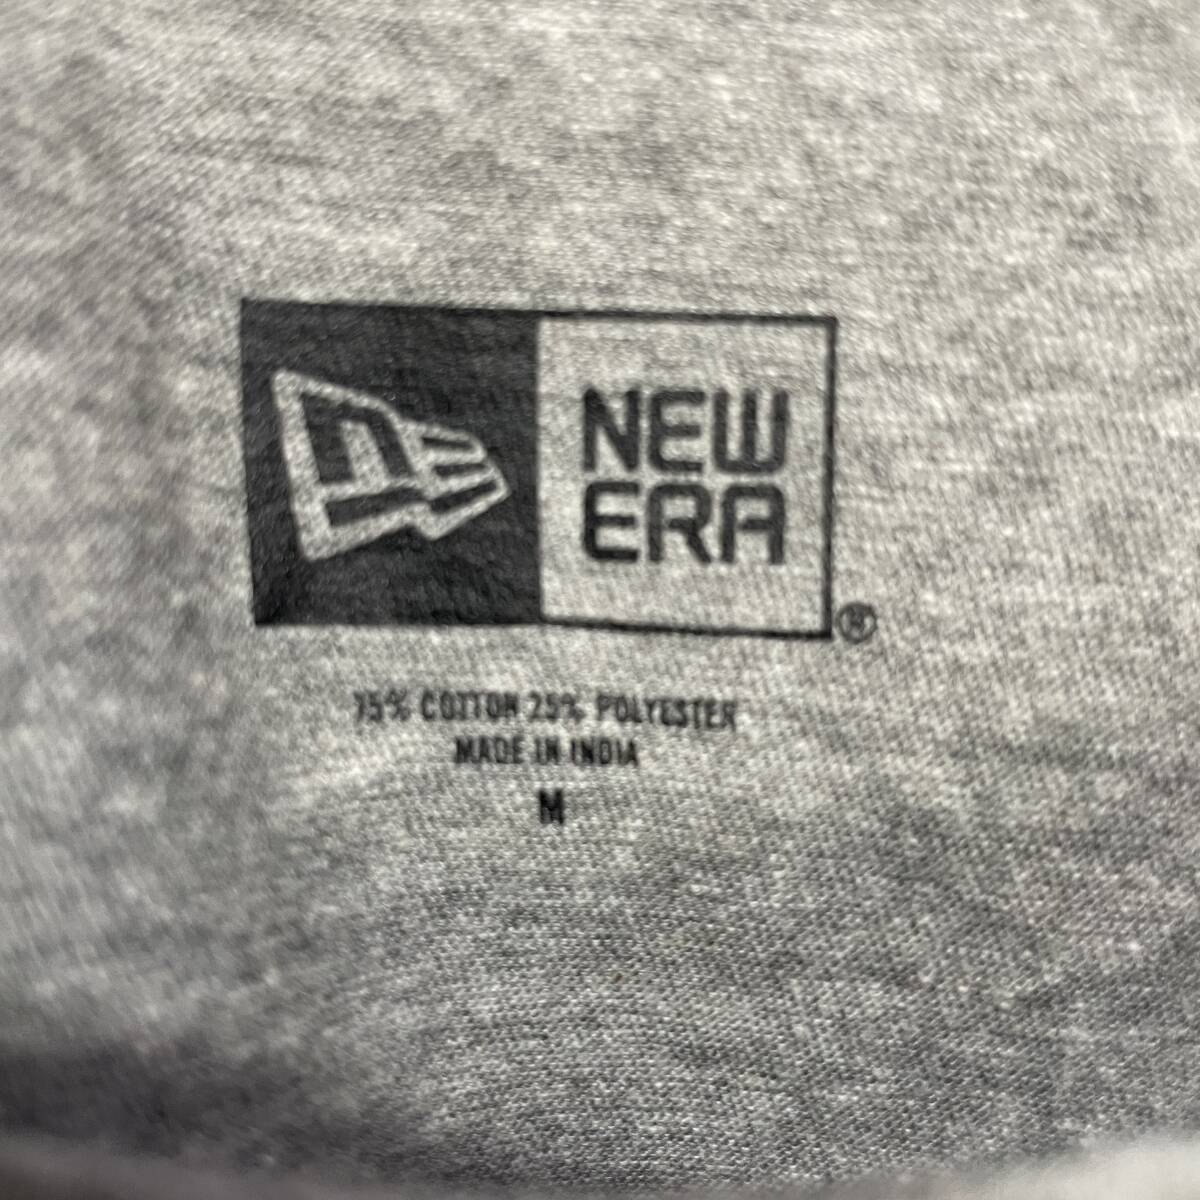 NEW
ERA
®
75% COTTON 25% POLYESTER
MADE IN INDIA
M